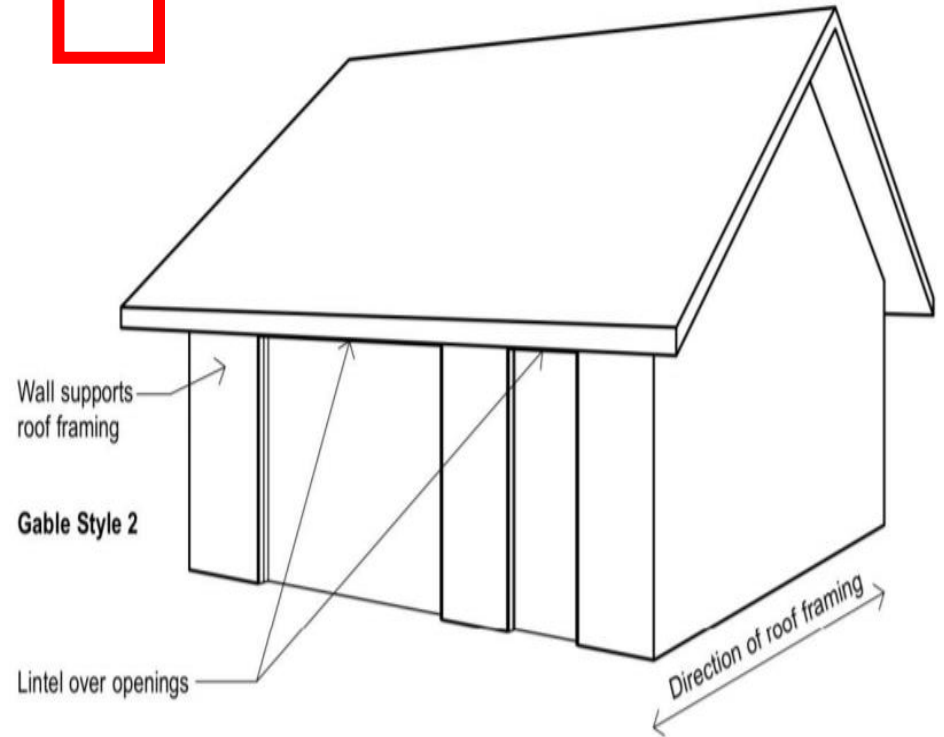 Wall supports
roof framing
Gable Style 2
Lintel over openings
Direction of roof framing